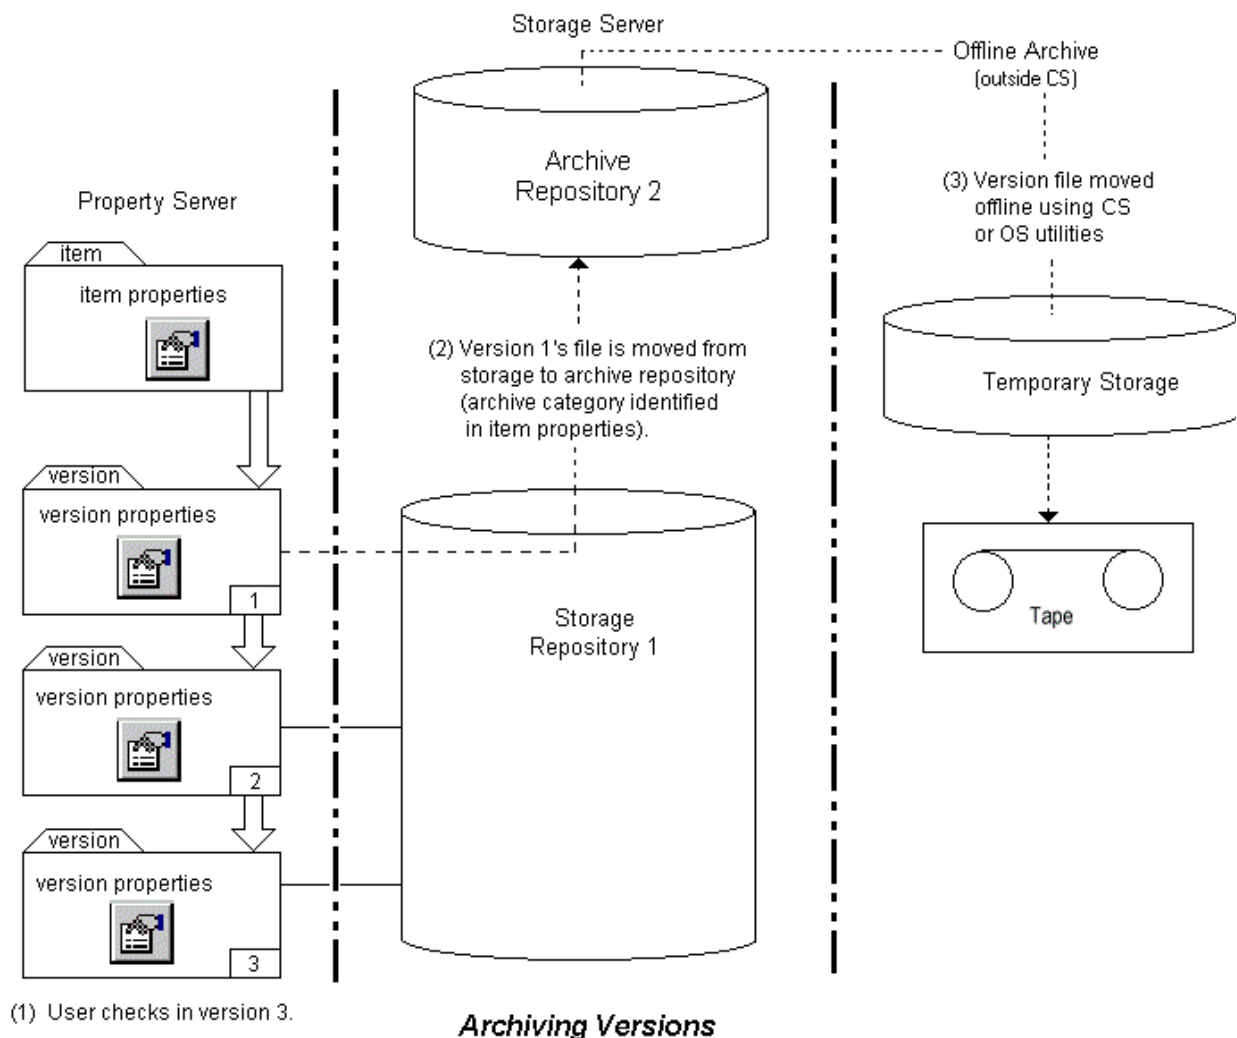 Storage Server
Offline Archive
(outside CS)
Archive
Repository 2
(3) Version file moved
offline using CS
or OS utilities
Property Server
item
item properties
(2) Version 1's file is moved from
storage to archive repository
(archive category identified
in item properties).
Temporary Storage
version
version properties
1
Storage
Repository 1
Tape
version
version properties
2
version
version properties
3
(1) User checks in version 3.
Archiving Versions